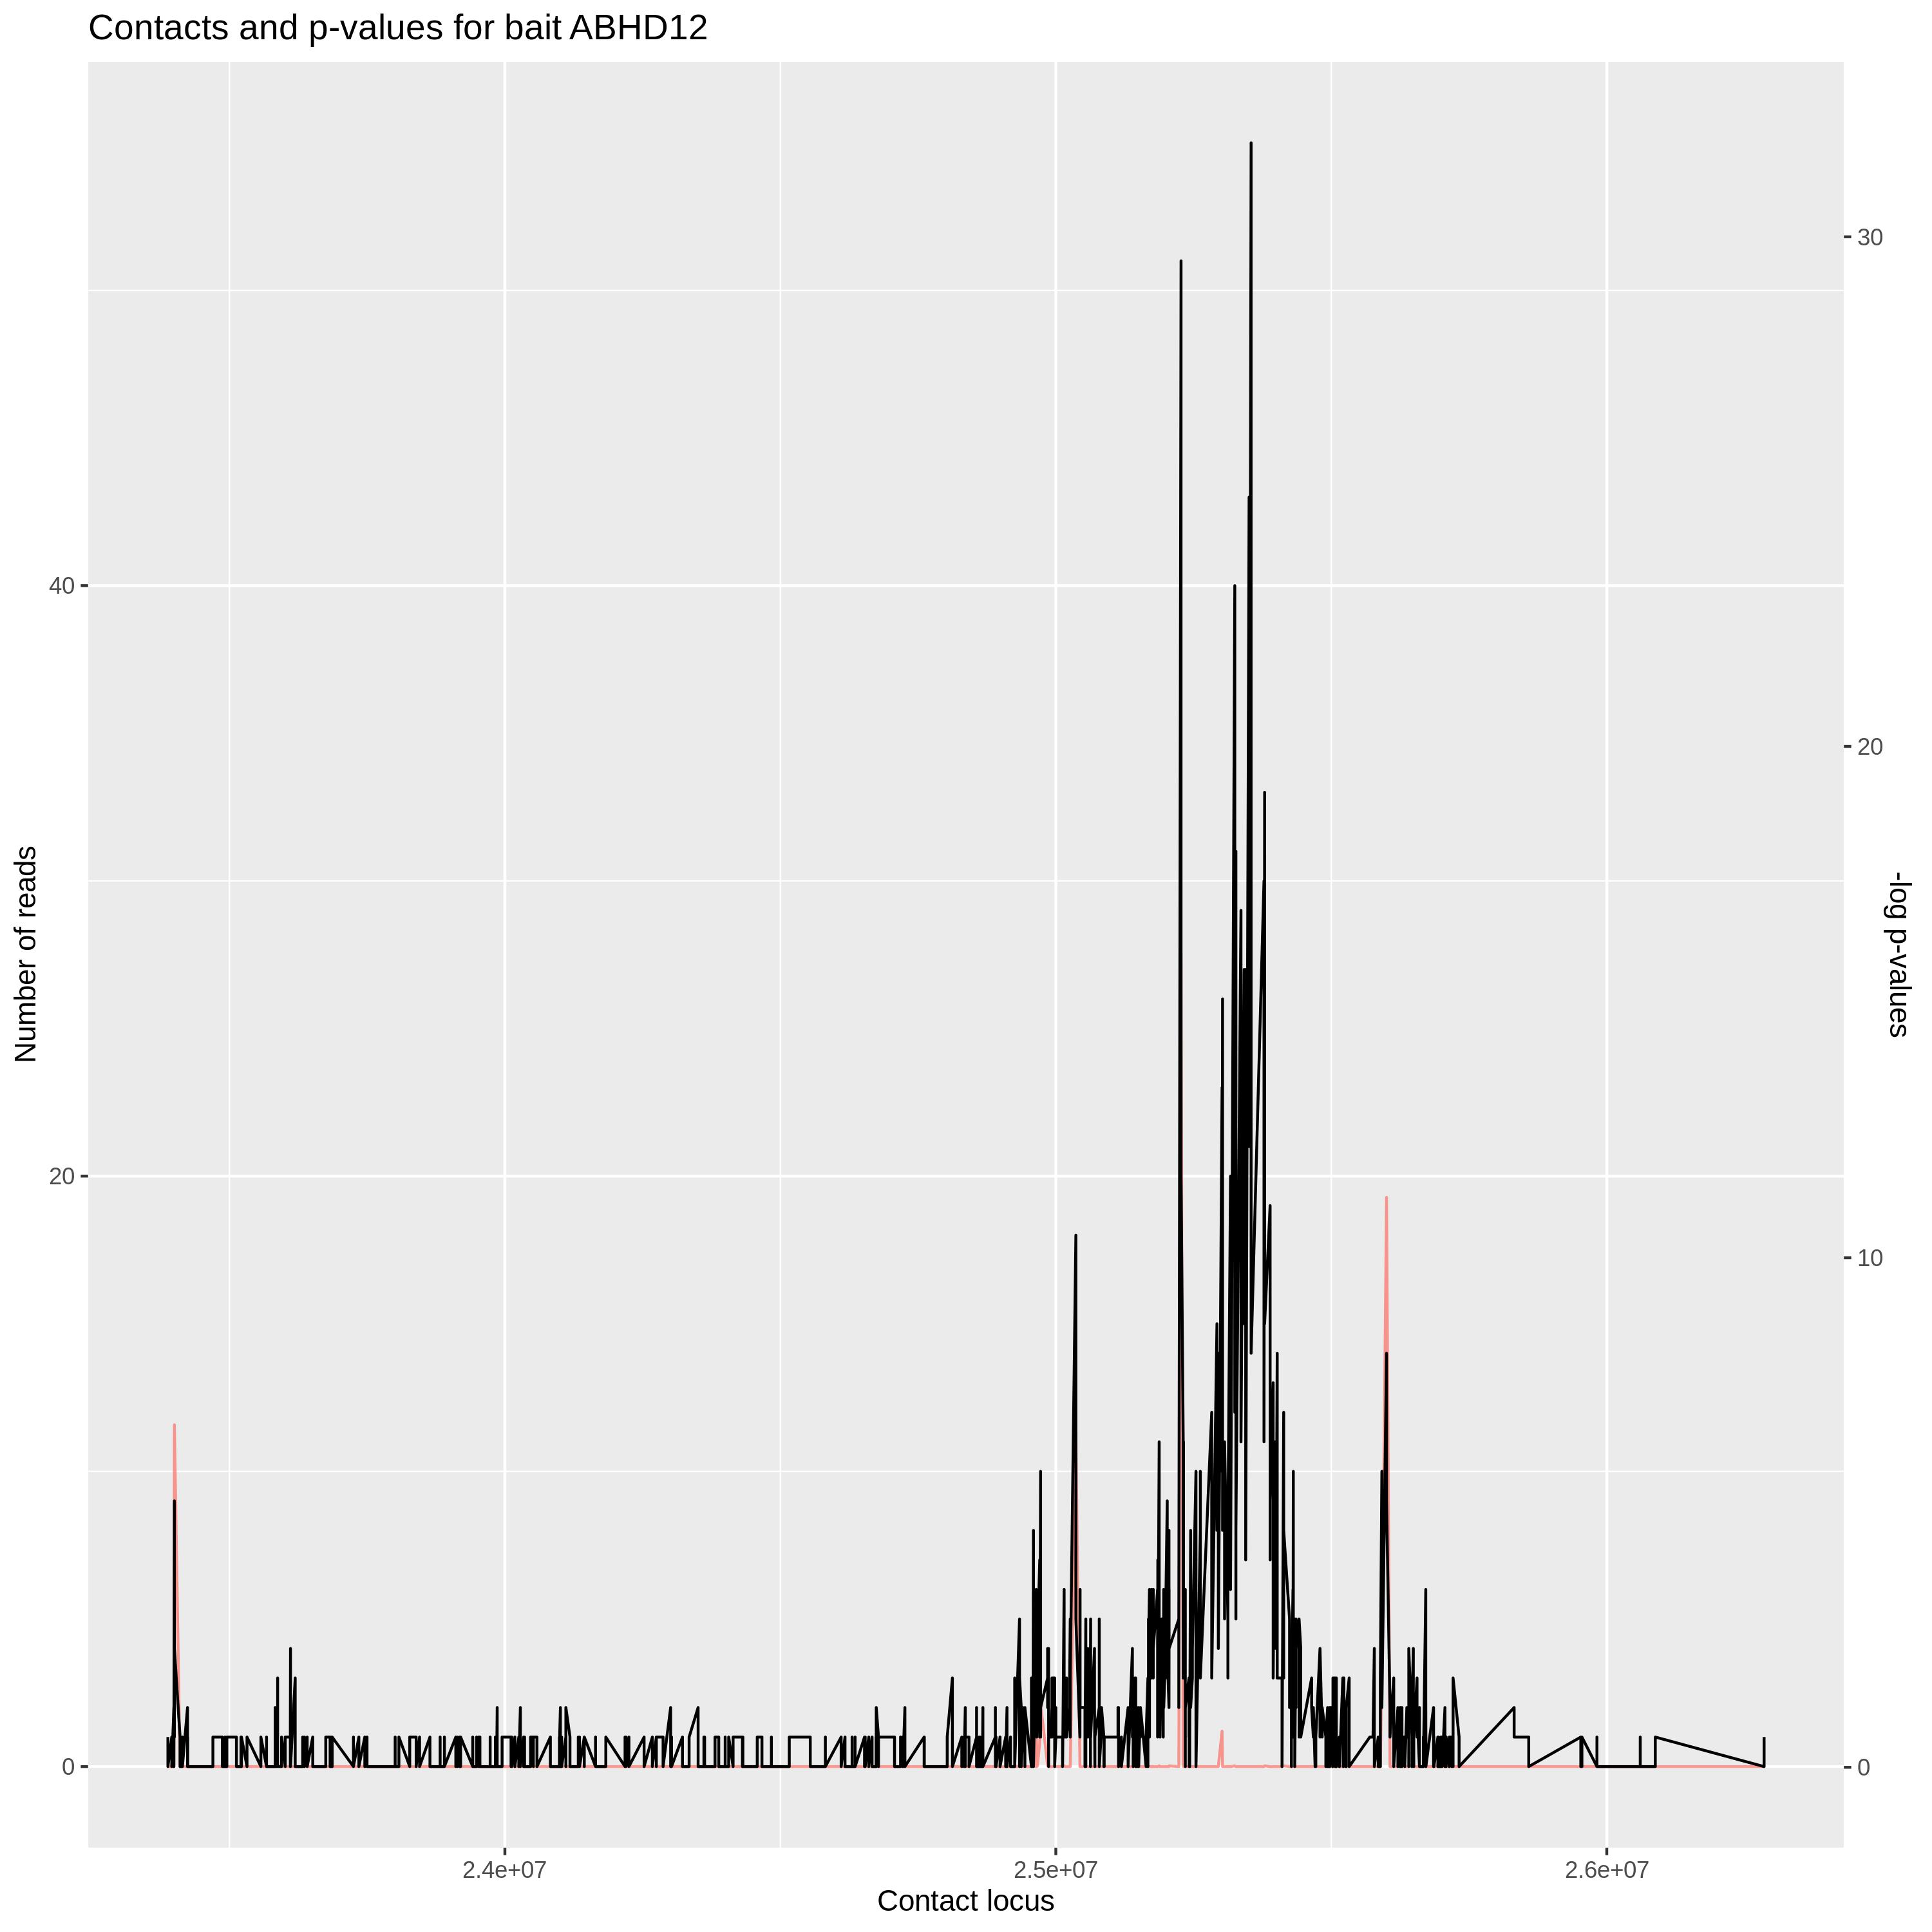 Contacts and p-values for bait ABHD12
Number of reads
40
20
0
30
20
10
0
-log p-values
2.4e+07
2.5e+07
2.6e+07
Contact locus